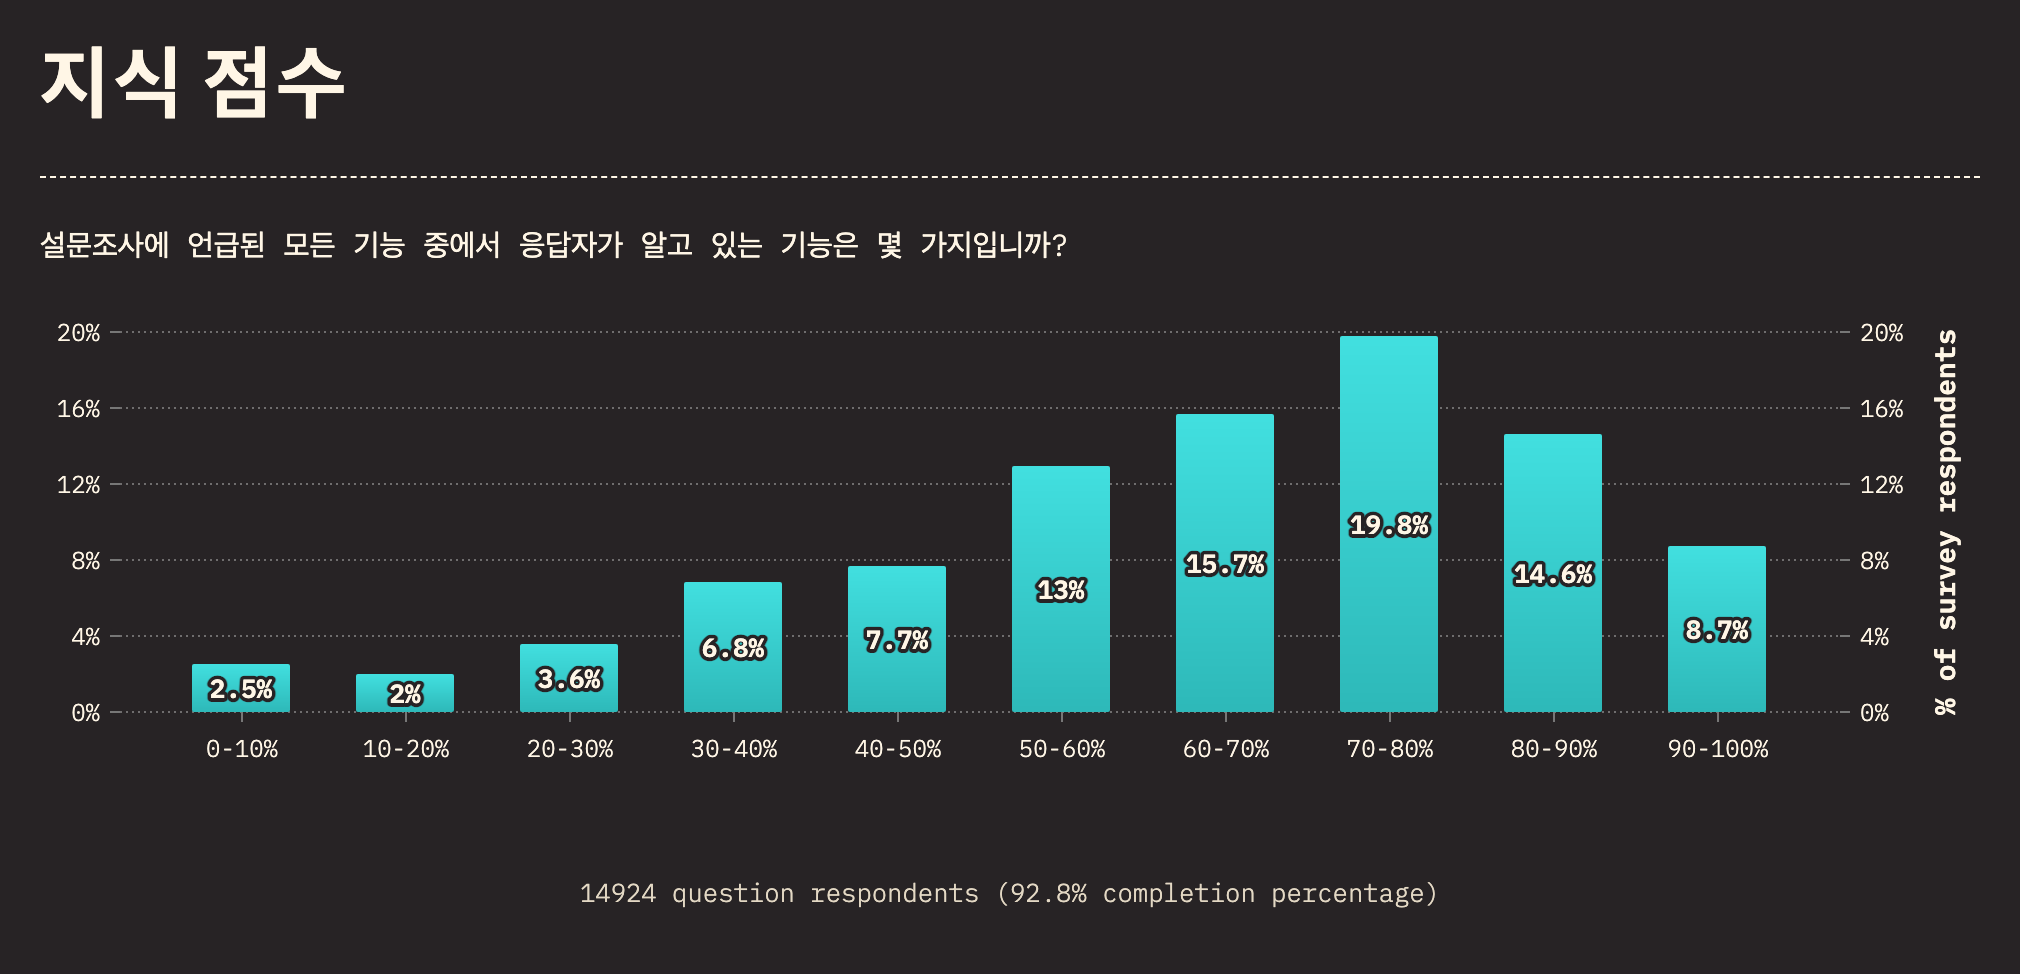 지식 점수
설문조사에 언급된 모든 기능 중에서 응답자가 알고 있는 기능은 몇 가지입니까?
20% 20%
16% 16%
12% 12%
8% 8%
4% 4%
0% 0%
% of survey respondents
2.5% 2% 3.6% 6.8% 7.7% 13% 15.7% 19.8% 14.6% 8.7%
0-10% 10-20% 20-30% 30-40% 40-50% 50-60% 60-70% 70-80% 80-90% 90-100%
14924 question respondents (92.8% completion percentage)